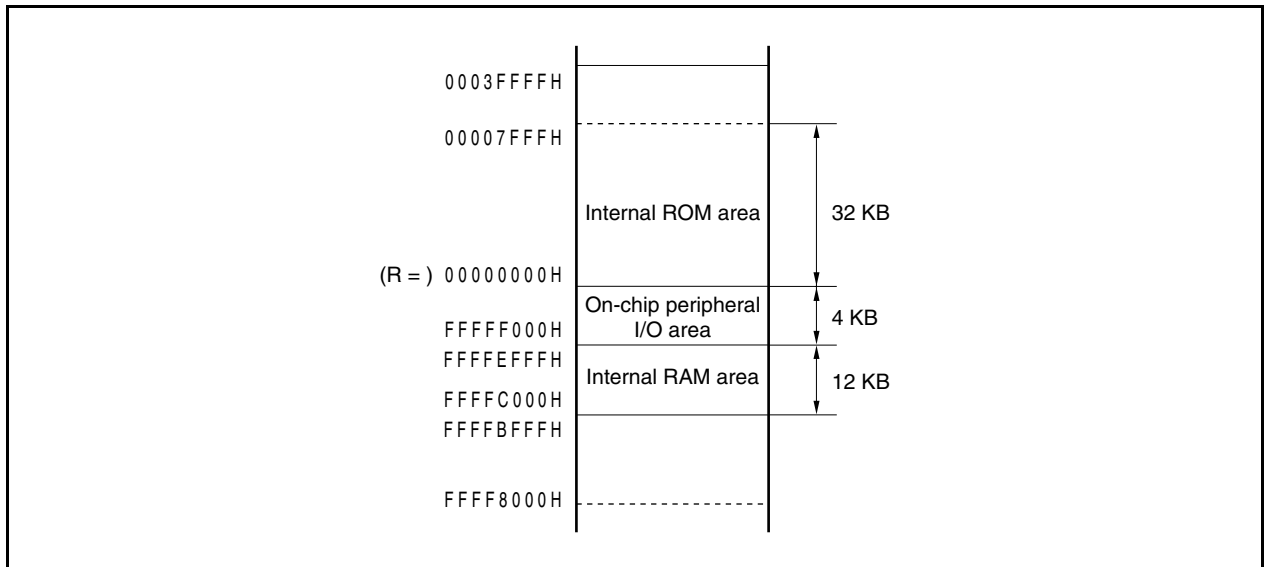 0003FFFFH
00007FFFH
Internal ROM area
32 KB
(R = ) 00000000H
On-chip peripheral
I/O area
4 KB
FFFFF000H
FFFFEFFFH
Internal RAM area
12 KB
FFFFC000H
FFFFBFFFH
FFFF8000H